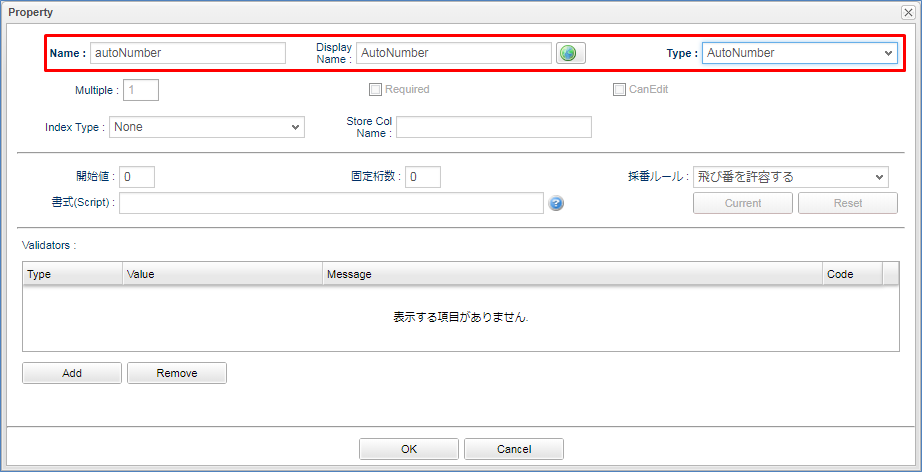 Property
Name : autoNumber Display Name : AutoNumber Type : AutoNumber
Multiple : 1 Required CanEdit
Index Type : None Store Col Name :
開始値 : 0 固定桁数 : 0 採番ルール : 飛び番を許容する
書式(Script) : ? Current Reset
Validators :
Type Value Message Code
表示する項目がありません.
Add Remove
OK Cancel